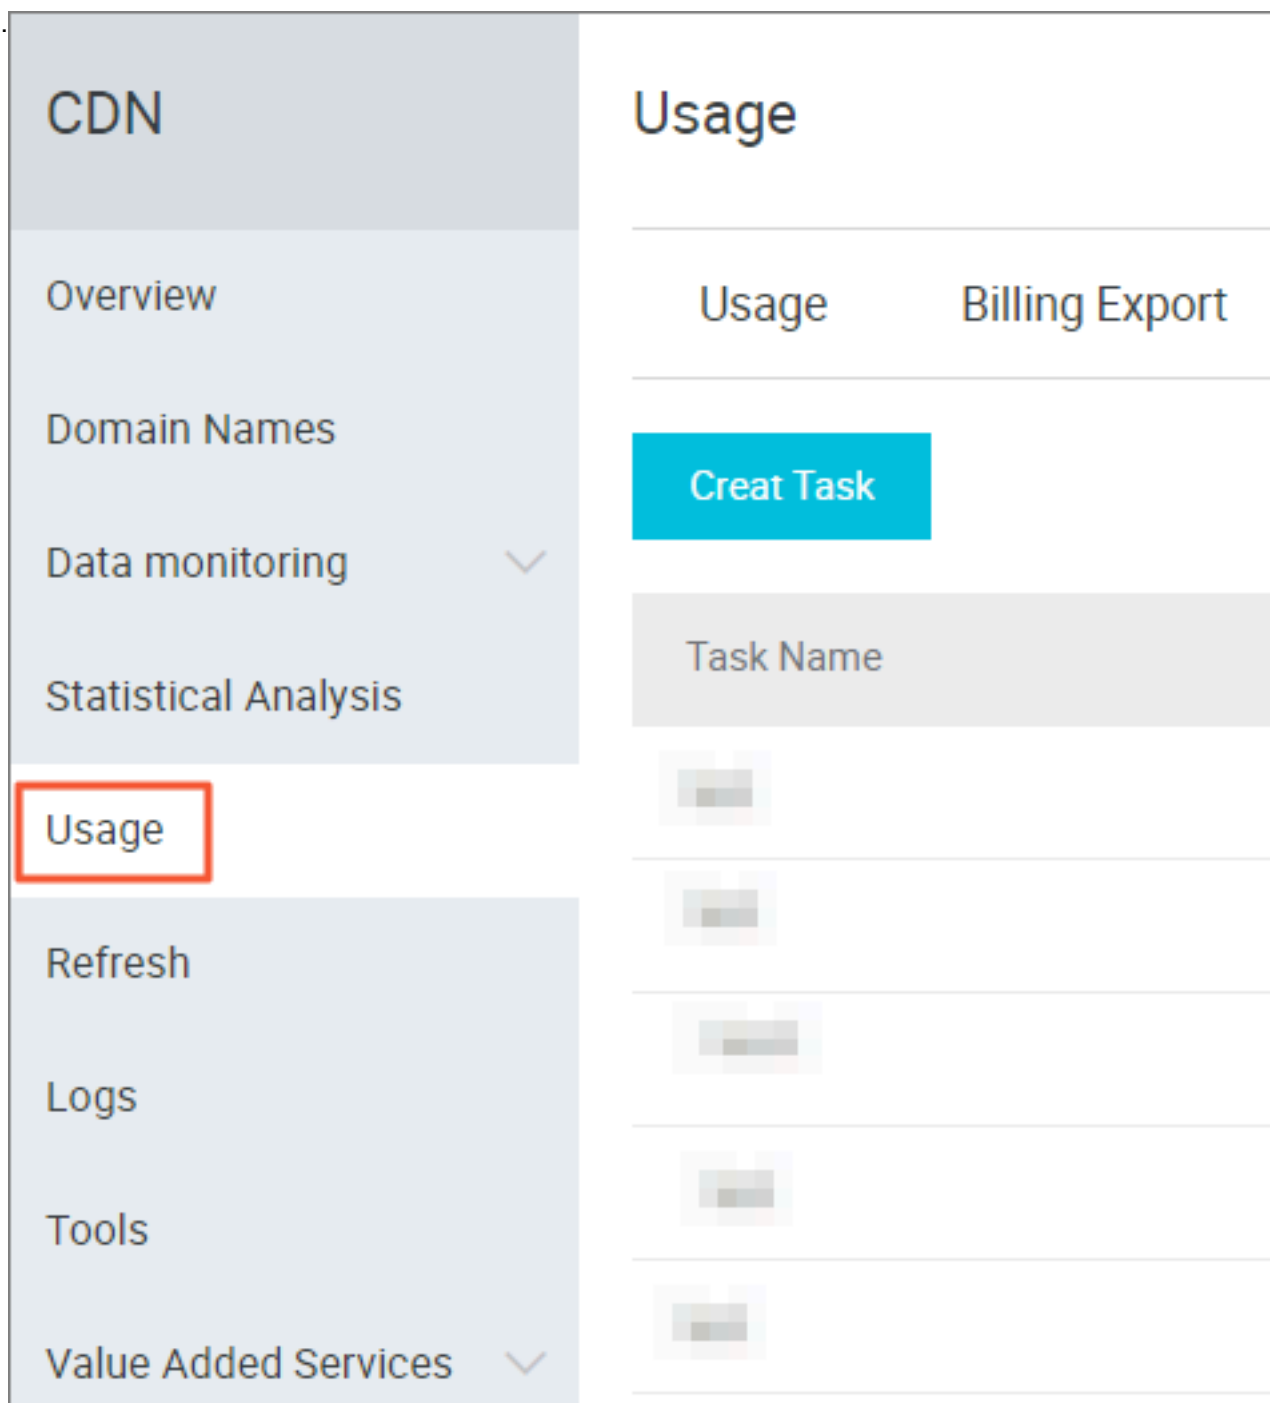 CDN
Overview
Domain Names
Data monitoring
Statistical Analysis
Usage
Refresh
Logs
Tools
Value Added Services
Usage
Usage Billing Export
Creat Task
Task Name